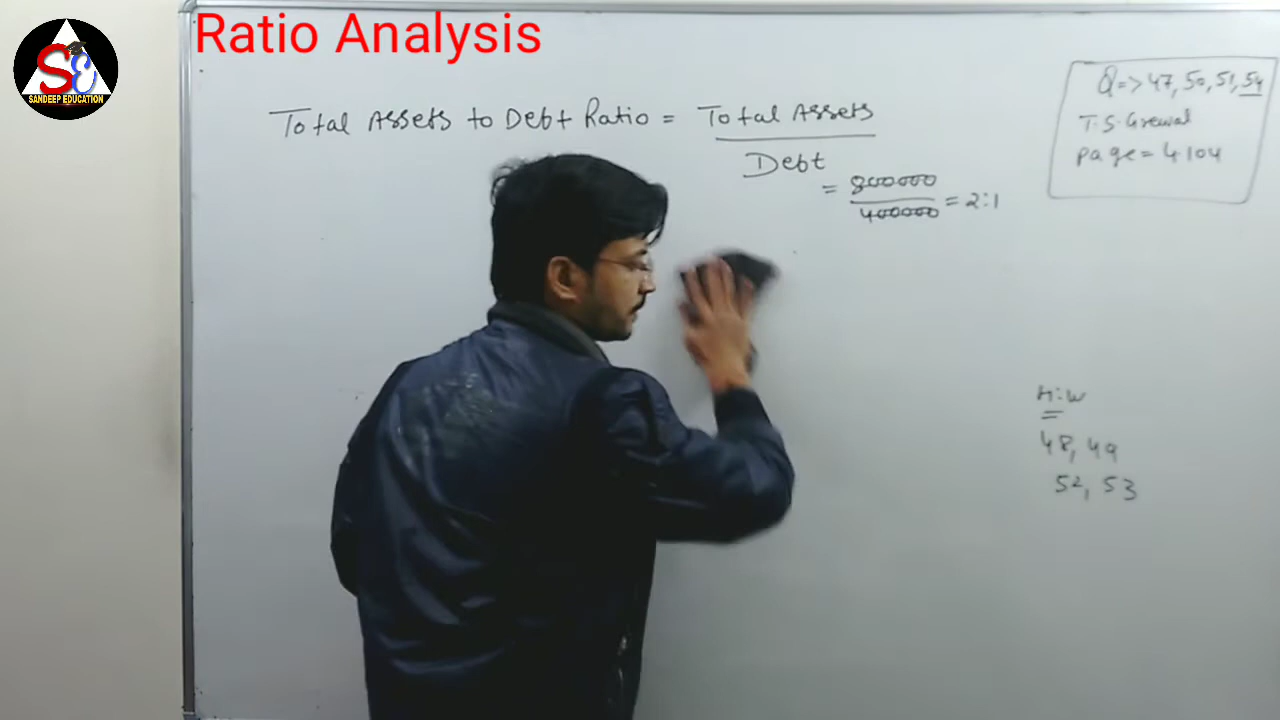 Ratio Analysis
SE
SANDEEP EDUCATION
Total Assets to Debt Ratio = Total Assets
Debt
= 800000
400000 = 2:1
Q => 47, 50, 51, 54
T.S. Grewal
page = 4.104
H:W
48, 49
52, 53